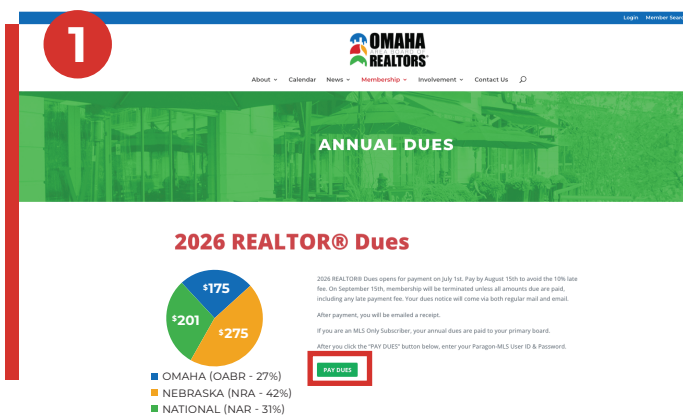 1
Login Member Sear
OMAHA
AREA BOARD OF
REALTORS®
About Calendar News Membership Involvement Contact Us
ANNUAL DUES
2026 REALTOR® Dues
$175
$201
$275
OMAHA (OABR - 27%)
NEBRASKA (NRA - 42%)
NATIONAL (NAR - 31%)
2026 REALTOR® Dues opens for payment on July 1st. Pay by August 15th to avoid the 10% late
fee. On September 15th, membership will be terminated unless all amounts due are paid,
including any late payment fee. Your dues notice will come via both regular mail and email.
After payment, you will be emailed a receipt.
If you are an MLS Only Subscriber, your annual dues are paid to your primary board.
After you click the "PAY DUES" button below, enter your Paragon-MLS User ID & Password.
PAY DUES